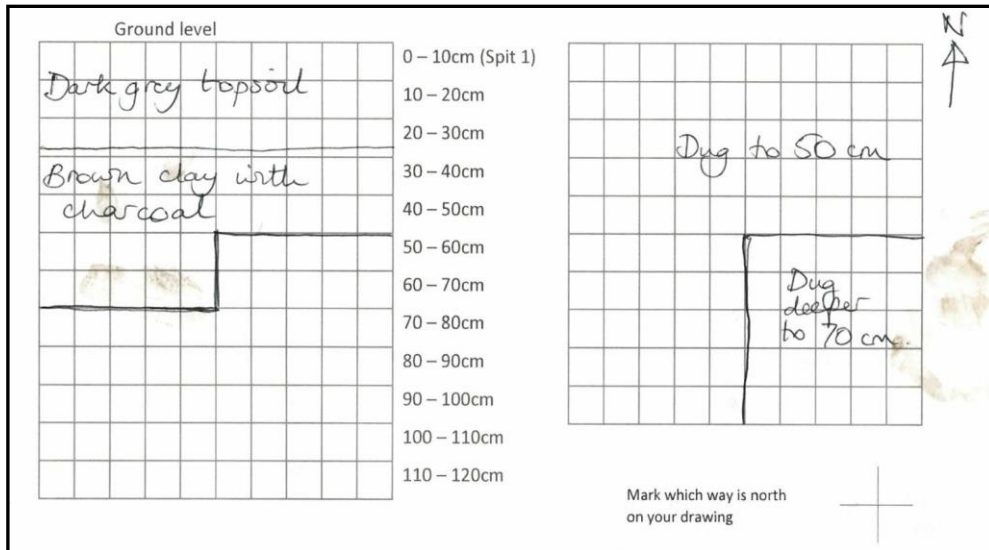 Ground level
Dark grey topsoil
Brown clay with
charcoal
0 – 10cm (Spit 1)
10 – 20cm
20 – 30cm
30 – 40cm
40 – 50cm
50 – 60cm
60 – 70cm
70 – 80cm
80 – 90cm
90 – 100cm
100 – 110cm
110 – 120cm
N
Dug to 50 cm
Dug
deeper
to 70 cm.
Mark which way is north
on your drawing